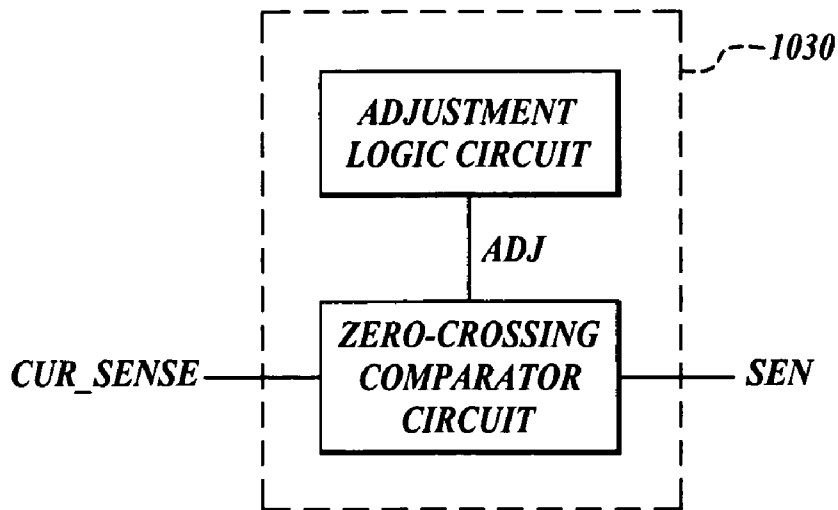 1030
ADJUSTMENT
LOGIC CIRCUIT
ADJ
ZERO-CROSSING
COMPARATOR
CIRCUIT
CUR_SENSE
SEN